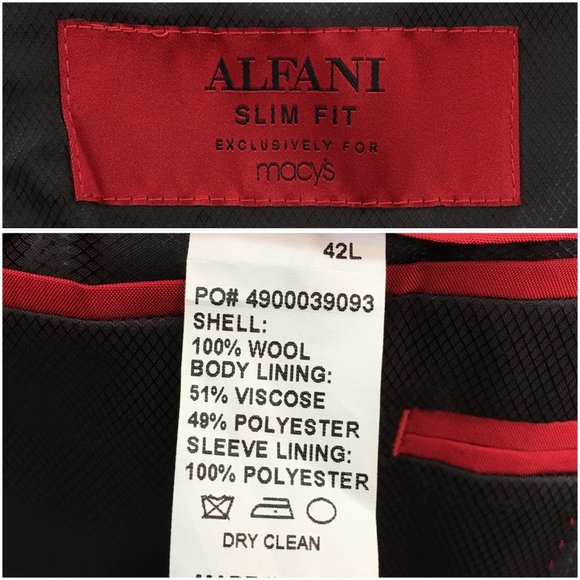 ALFANI
SLIM FIT
EXCLUSIVELY FOR
macy's
42L
PO# 4900039093
SHELL:
100% WOOL
BODY LINING:
51% VISCOSE
49% POLYESTER
SLEEVE LINING:
100% POLYESTER
DRY CLEAN